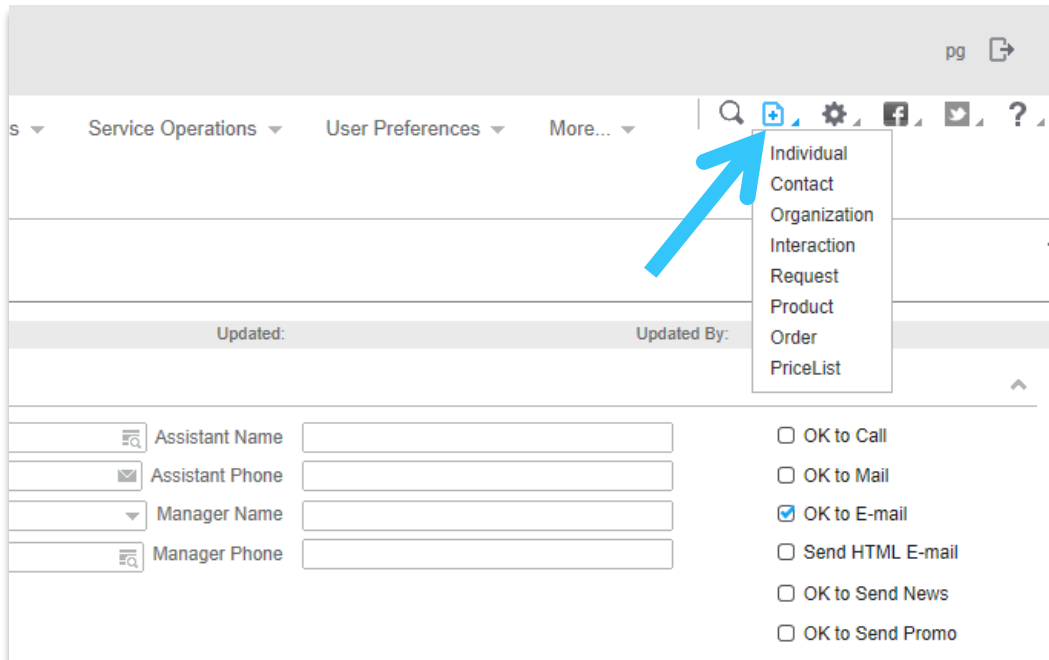 pg
s Service Operations User Preferences More... ?
Individual
Contact
Organization
Interaction
Request
Product
Order
PriceList
Updated: Updated By:
Assistant Name OK to Call
Assistant Phone OK to Mail
Manager Name OK to E-mail
Manager Phone Send HTML E-mail
OK to Send News
OK to Send Promo